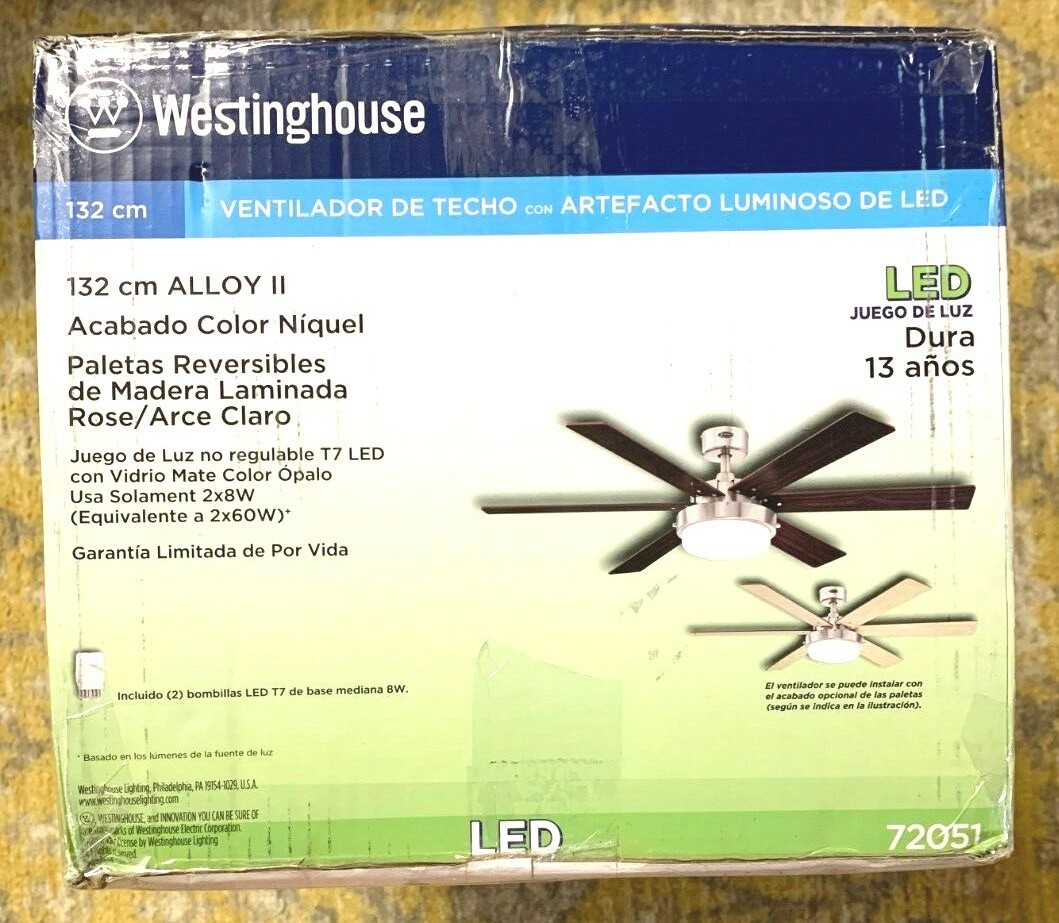 Westinghouse
132 cm VENTILADOR DE TECHO CON ARTEFACTO LUMINOSO DE LED
132 cm ALLOY II
Acabado Color Níquel
Paletas Reversibles
de Madera Laminada
Rose/Arce Claro
Juego de Luz no regulable T7 LED
con Vidrio Mate Color Ópalo
Usa Solament 2x8W
(Equivalente a 2x60W)*
Garantía Limitada de Por Vida
LED
JUEGO DE LUZ
Dura
13 años
Incluido (2) bombillas LED T7 de base mediana 8W.
El ventilador se puede instalar con
el acabado opcional de las paletas
(según se indica en la ilustración).
* Basado en los lúmenes de la fuente de luz
Westinghouse Lighting, Philadelphia, PA 19154-1029, U.S.A.
www.westinghouselighting.com
WESTINGHOUSE, and INNOVATION YOU CAN BE SURE OF
of Westinghouse Electric Corporation.
by Westinghouse Lighting
LED
72051